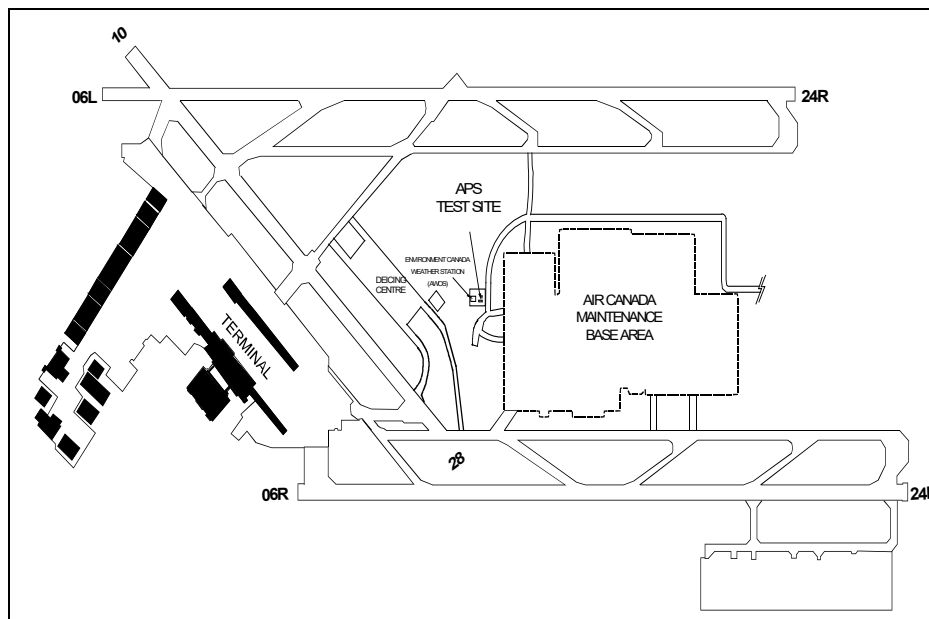 10
06L
24R
APS
TEST SITE
ENVIRONMENT CANADA
WEATHER STATION
(AWOS)
DEICING
CENTRE
AIR CANADA
MAINTENANCE
BASE AREA
TERMINAL
28
06R
24L